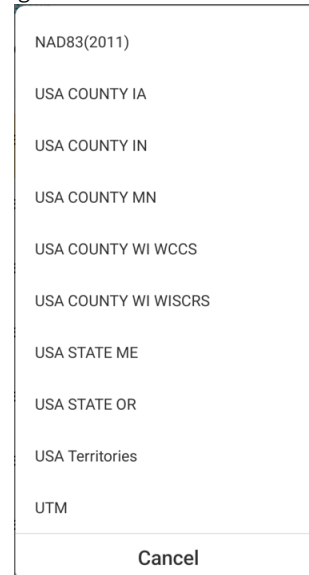 NAD83(2011)
USA COUNTY IA
USA COUNTY IN
USA COUNTY MN
USA COUNTY WI WCCS
USA COUNTY WI WISCRS
USA STATE ME
USA STATE OR
USA Territories
UTM
Cancel